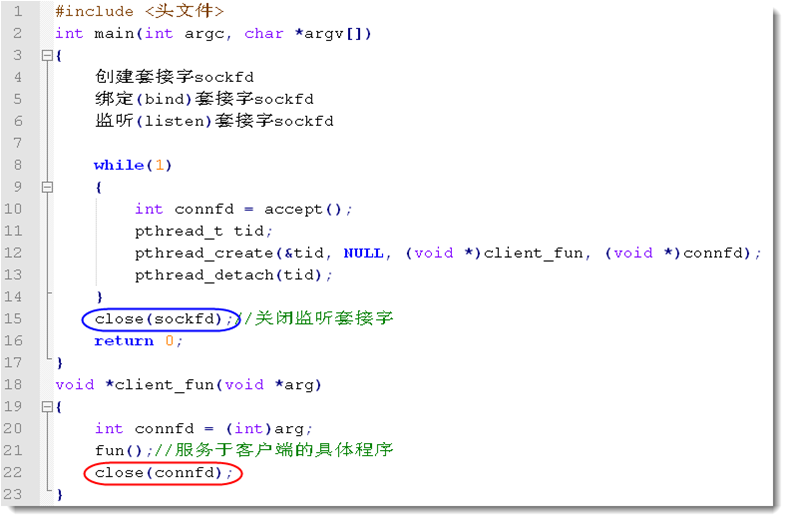 1 #include <头文件>
2 int main(int argc, char *argv[])
3 {
4 创建套接字sockfd
5 绑定(bind)套接字sockfd
6 监听(listen)套接字sockfd
7
8 while(1)
9 {
10 int connfd = accept();
11 pthread_t tid;
12 pthread_create(&tid, NULL, (void *)client_fun, (void *)connfd);
13 pthread_detach(tid);
14 }
15 close(sockfd);//关闭监听套接字
16 return 0;
17 }
18 void *client_fun(void *arg)
19 {
20 int connfd = (int)arg;
21 fun();//服务于客户端的具体程序
22 close(connfd);
23 }